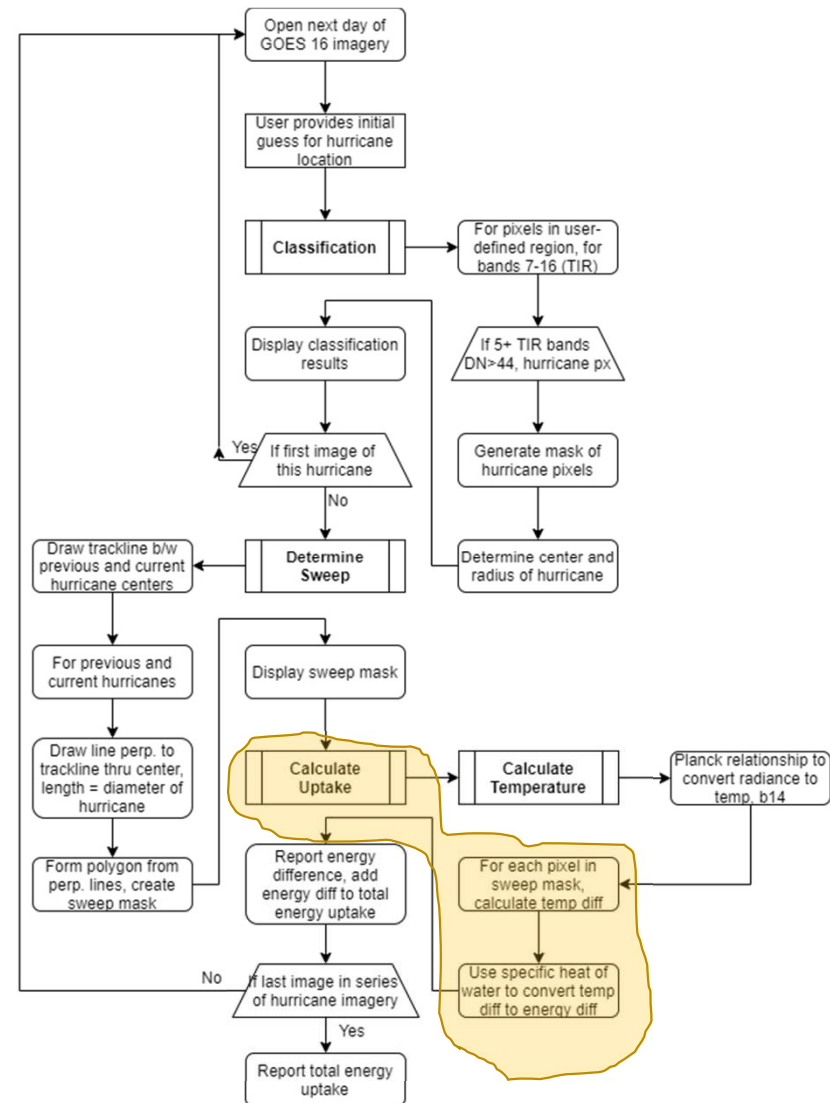 Open next day of
GOES 16 imagery
User provides initial
guess for hurricane
location
Classification
For pixels in user-
defined region, for
bands 7-16 (TIR)
If 5+ TIR bands
DN>44, hurricane px
Generate mask of
hurricane pixels
Determine center and
radius of hurricane
Display classification
results
Yes
If first image of
this hurricane
No
Determine
Sweep
Draw trackline b/w
previous and current
hurricane centers
For previous and
current hurricanes
Draw line perp. to
trackline thru center,
length = diameter of
hurricane
Form polygon from
perp. lines, create
sweep mask
Display sweep mask
Calculate
Uptake
Calculate
Temperature
Planck relationship to
convert radiance to
temp, b14
For each pixel in
sweep mask,
calculate temp diff
Use specific heat of
water to convert temp
diff to energy diff
Report energy
difference, add
energy diff to total
energy uptake
No
If last image in series
of hurricane imagery
Yes
Report total energy
uptake